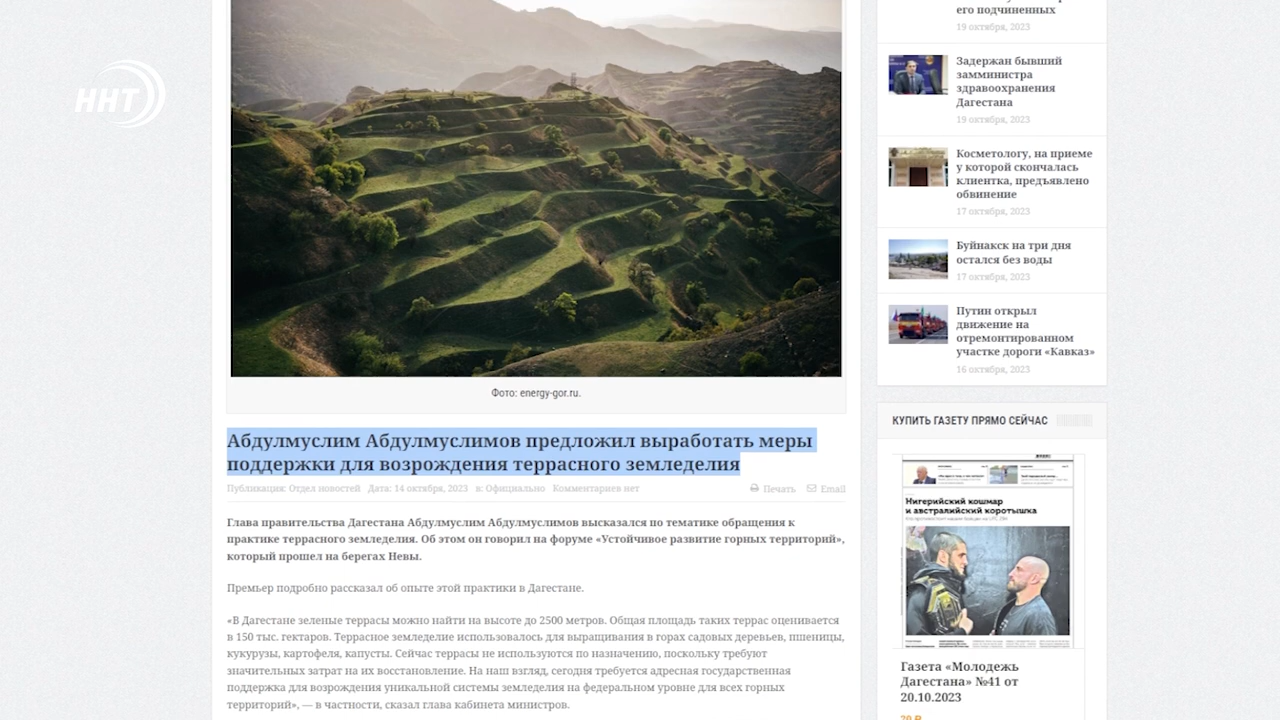 ННТ
Фото: energy-gor.ru.
Абдулмуслим Абдулмуслимов предложил выработать меры
поддержки для возрождения террасного земледелия
Публикация: Отдел новостей Дата: 14 октября, 2023 в: Официально Комментариев нет
Печать Email
Глава правительства Дагестана Абдулмуслим Абдулмуслимов высказался по тематике обращения к
практике террасного земледелия. Об этом он говорил на форуме «Устойчивое развитие горных территорий»,
который прошел на берегах Невы.
Премьер подробно рассказал об опыте этой практики в Дагестане.
«В Дагестане зеленые террасы можно найти на высоте до 2500 метров. Общая площадь таких террас оценивается
в 150 тыс. гектаров. Террасное земледелие использовалось для выращивания в горах садовых деревьев, пшеницы,
кукурузы, картофеля, капусты. Сейчас террасы не используются по назначению, поскольку требуют
значительных затрат на их восстановление. На наш взгляд, сегодня требуется адресная государственная
поддержка для возрождения уникальной системы земледелия на федеральном уровне для всех горных
территорий», — в частности, сказал глава кабинета министров.
его подчиненных
19 октября, 2023
Задержан бывший
замминистра
здравоохранения
Дагестана
19 октября, 2023
Косметологу, на приеме
у которой скончалась
клиентка, предъявлено
обвинение
17 октября, 2023
Буйнакск на три дня
остался без воды
17 октября, 2023
Путин открыл
движение на
отремонтированном
участке дороги «Кавказ»
16 октября, 2023
КУПИТЬ ГАЗЕТУ ПРЯМО СЕЙЧАС
Нигерийский кошмар
и австралийский коротышка
Газета «Молодежь
Дагестана» №41 от
20.10.2023
20 ₽